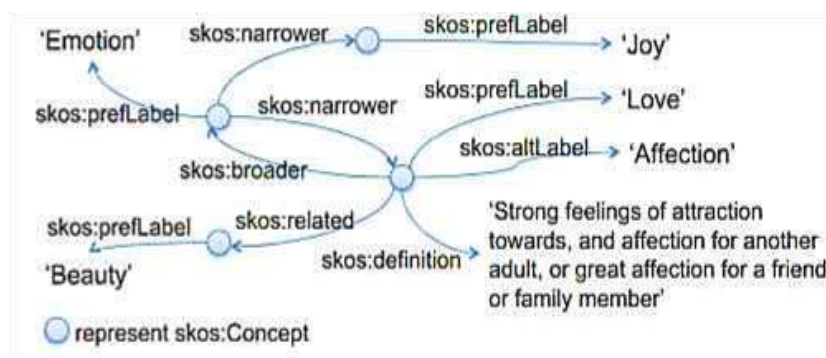 'Emotion'
skos:narrower
skos:prefLabel
'Joy'
skos:prefLabel
skos:narrower
skos:prefLabel
'Love'
skos:broader
skos:altLabel
'Affection'
skos:prefLabel
skos:related
'Beauty'
skos:definition
'Strong feelings of attraction
towards, and affection for another
adult, or great affection for a friend
or family member'
represent skos:Concept